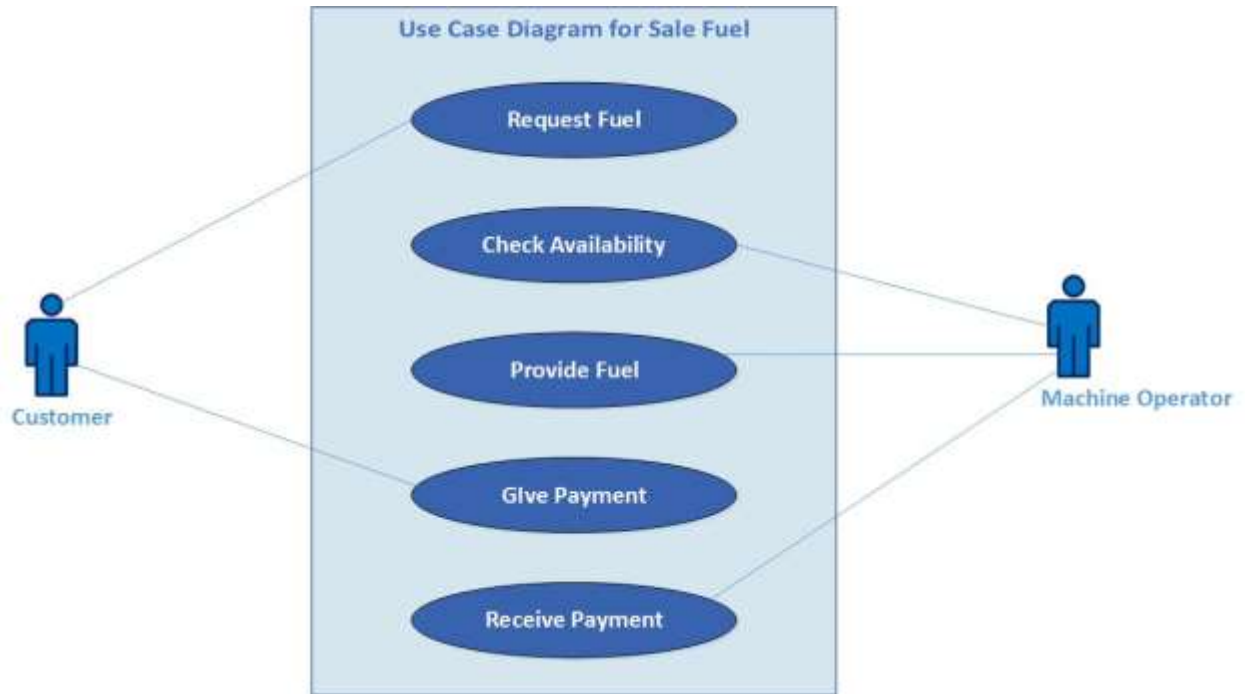 Use Case Diagram for Sale Fuel
Request Fuel
Check Availability
Provide Fuel
Customer
Machine Operator
GIve Payment
Receive Payment